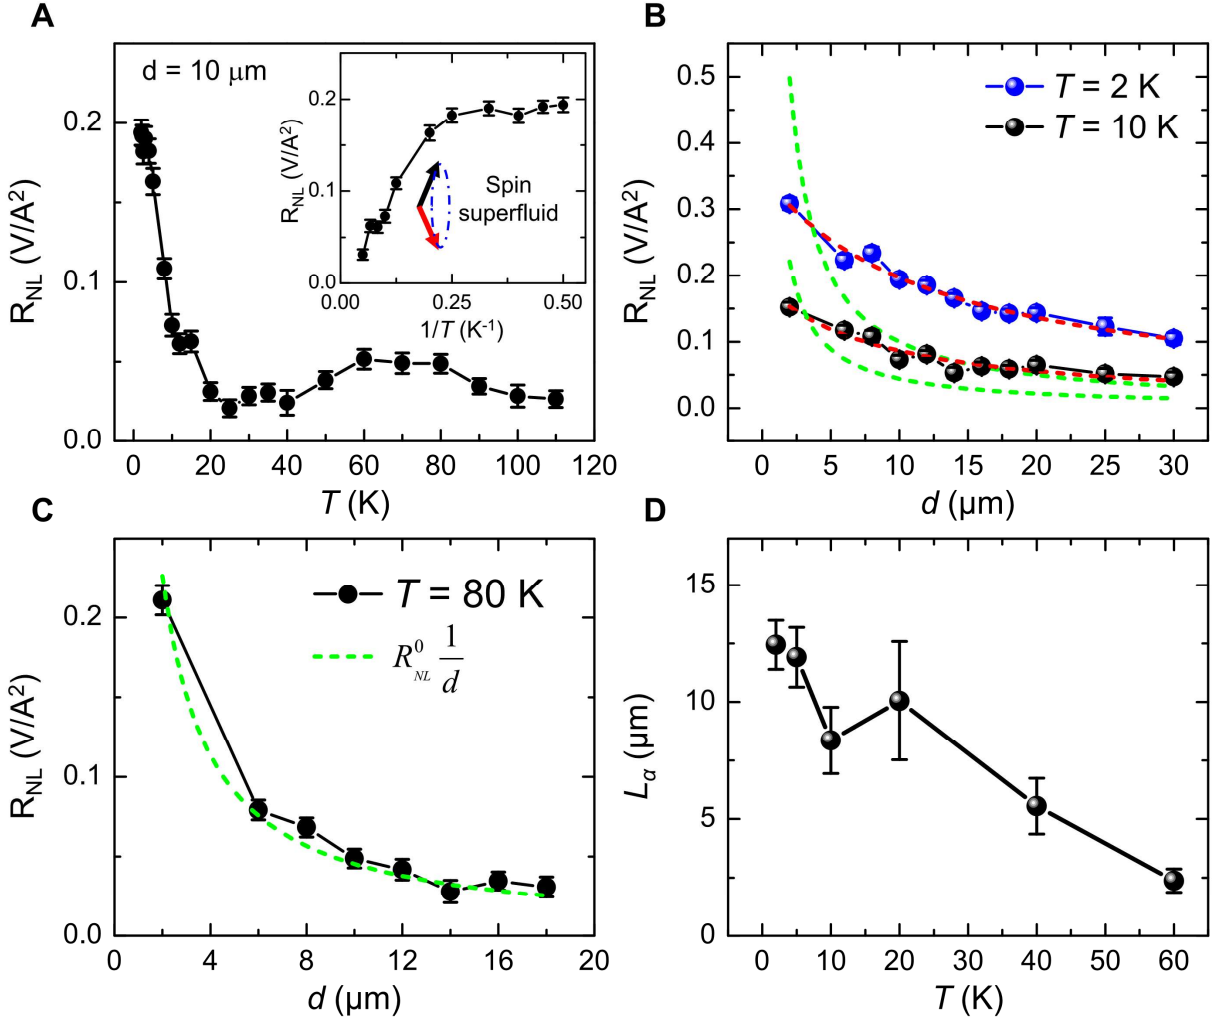 A
d = 10 μm
R_NL (V/A²)
0.2
0.1
0.0
0 20 40 60 80 100 120
T (K)
R_NL (V/A²)
0.2
0.1
0.0
Spin
superfluid
0.00 0.25 0.50
1/T (K⁻¹)
B
R_NL (V/A²)
0.5
0.4
0.3
0.2
0.1
0.0
T = 2 K
T = 10 K
0 5 10 15 20 25 30
d (μm)
C
R_NL (V/A²)
0.2
0.1
0.0
T = 80 K
R⁰_NL 1/d
0 4 8 12 16 20
d (μm)
D
L_α (μm)
15
10
5
0
0 10 20 30 40 50 60
T (K)